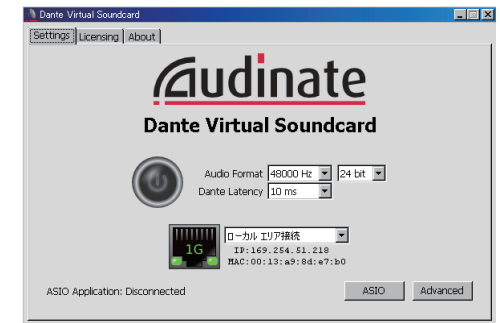 Dante Virtual Soundcard
Settings Licensing About
Audinate
Dante Virtual Soundcard
Audio Format 48000 Hz 24 bit
Dante Latency 10 ms
ローカル エリア接続
1G
IP:169.254.51.218
MAC:00:13:a9:8d:e7:b0
ASIO Application: Disconnected ASIO Advanced